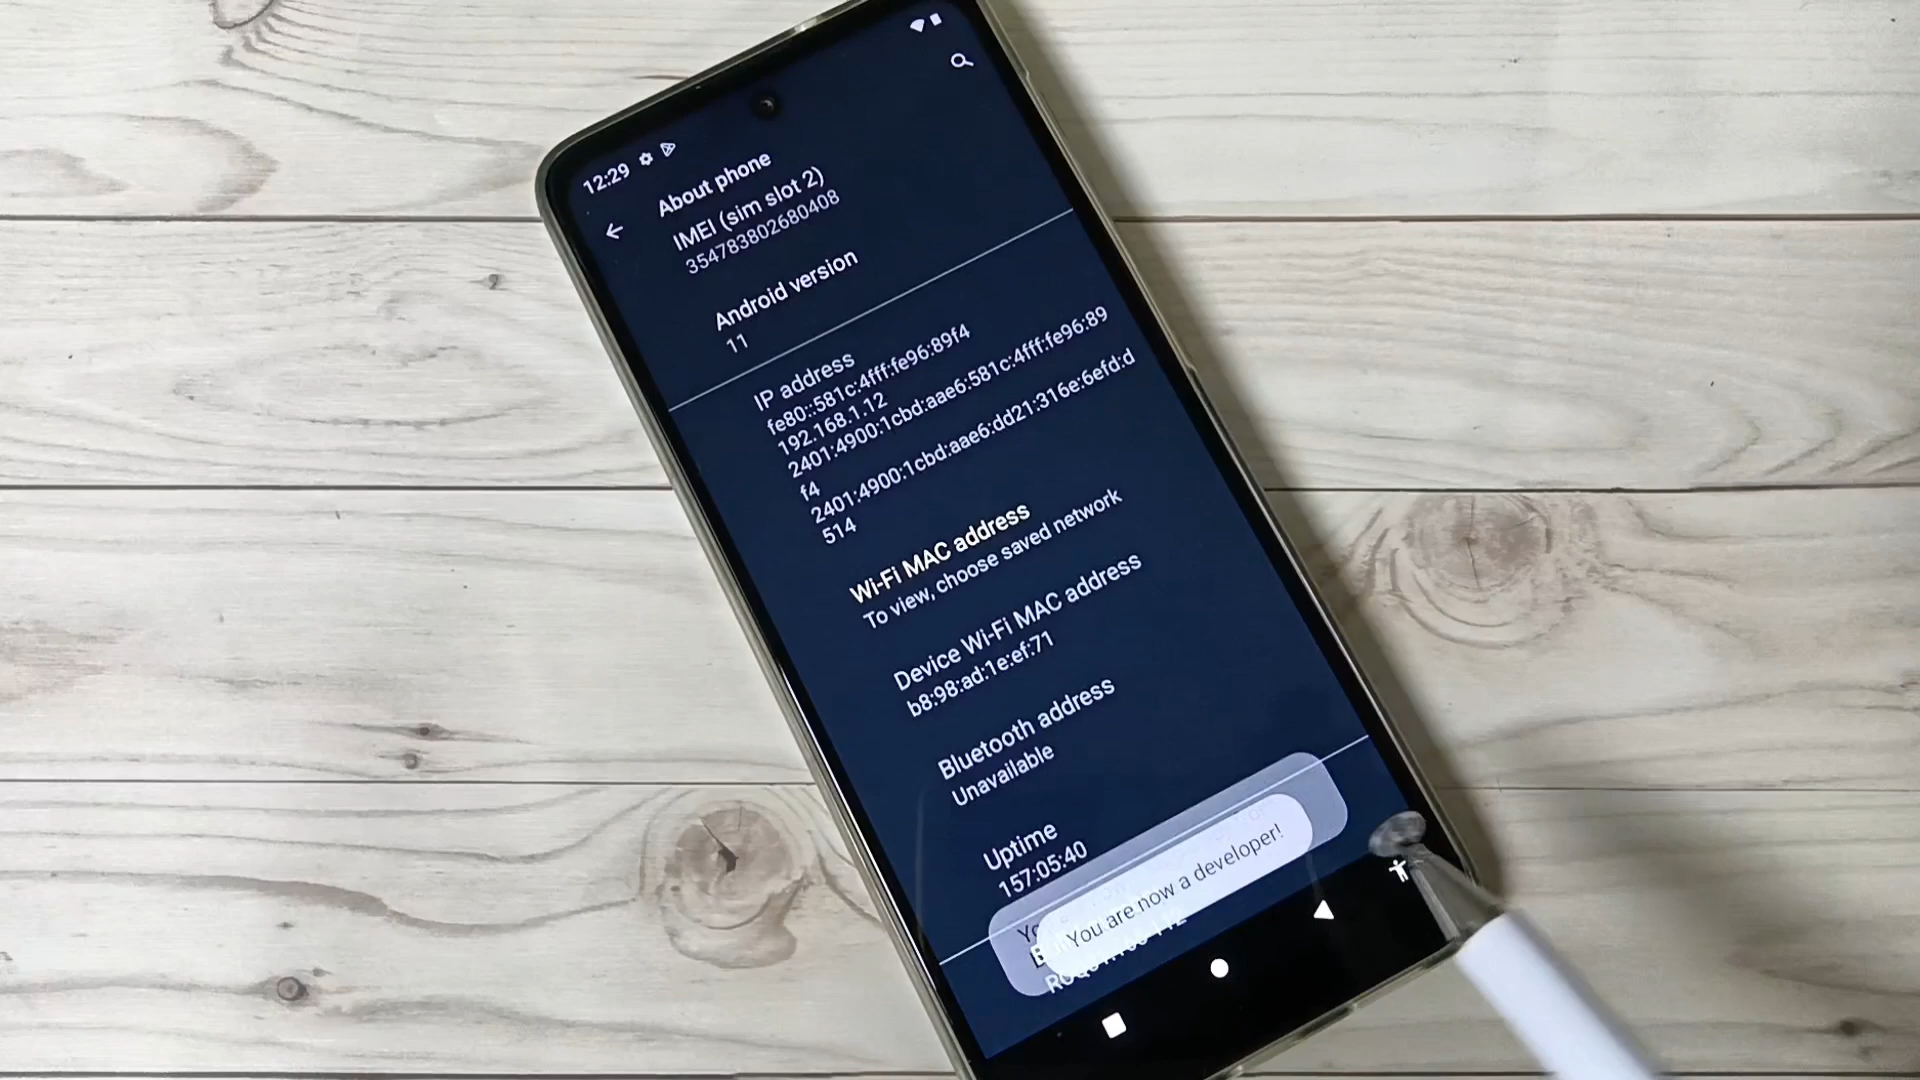 12:29
About phone
IMEI (sim slot 2)
354783802680408
Android version
11
IP address
fe80::581c:4fff:fe96:89f4
192.168.1.12
2401:4900:1cbd:aae6:581c:4fff:fe96:89
f4
2401:4900:1cbd:aae6:dd21:316e:6efd:d
514
Wi-Fi MAC address
To view, choose saved network
Device Wi-Fi MAC address
b8:98:ad:1e:ef:71
Bluetooth address
Unavailable
Uptime
157:05:40
You are now a developer!